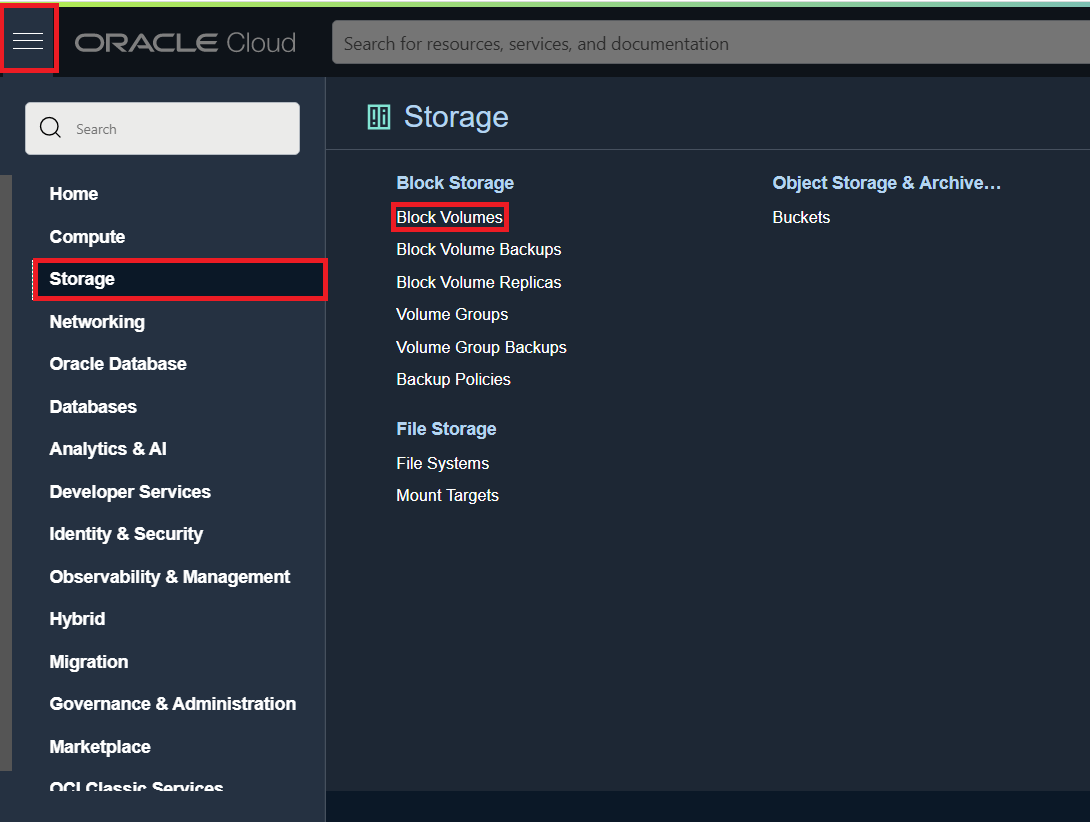 ORACLE Cloud
Search for resources, services, and documentation
Search
Home
Compute
Storage
Networking
Oracle Database
Databases
Analytics & AI
Developer Services
Identity & Security
Observability & Management
Hybrid
Migration
Governance & Administration
Marketplace
OCI Classic Services
Storage
Block Storage
Block Volumes
Block Volume Backups
Block Volume Replicas
Volume Groups
Volume Group Backups
Backup Policies
File Storage
File Systems
Mount Targets
Object Storage & Archive…
Buckets